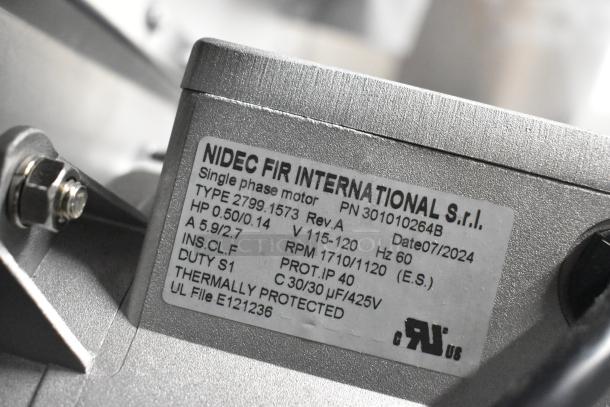 NIDEC FIR INTERNATIONAL S.r.l.
Single phase motor PN 301010264B
TYPE 2799.1573 Rev.A Date07/2024
HP 0.50/0.14 V 115-120 Hz 60
A 5.9/2.7 RPM 1710/1120 (E.S.)
INS.CL.F PROT.IP 40
DUTY S1 C 30/30 µF/425V
THERMALLY PROTECTED
UL File E121236
c RU us